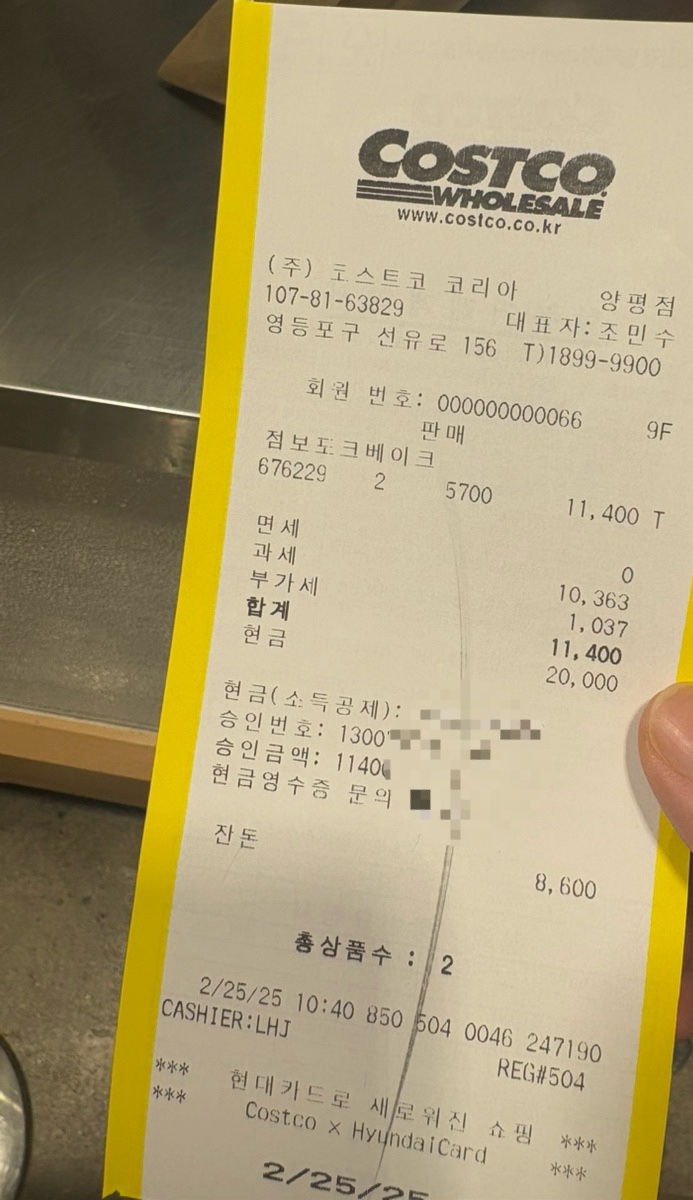 COSTCO
WHOLESALE
www.costco.co.kr
(주) 코스트코 코리아 양평점
107-81-63829 대표자:조민수
영등포구 선유로 156 T)1899-9900
회원 번호: 000000000066 9F
판매
점보포크베이크
676229 2 5700 11,400 T
면세 0
과세 10,363
부가세 1,037
합계 11,400
현금 20,000
현금(소득공제):
승인번호: 1300
승인금액: 1140
현금영수증 문의
잔돈 8,600
총상품수 : 2
2/25/25 10:40 850 504 0046 247190
CASHIER:LHJ REG#504
*** 현대카드로 새로워진 쇼핑 ***
*** Costco X HyundaiCard ***
2/25/25